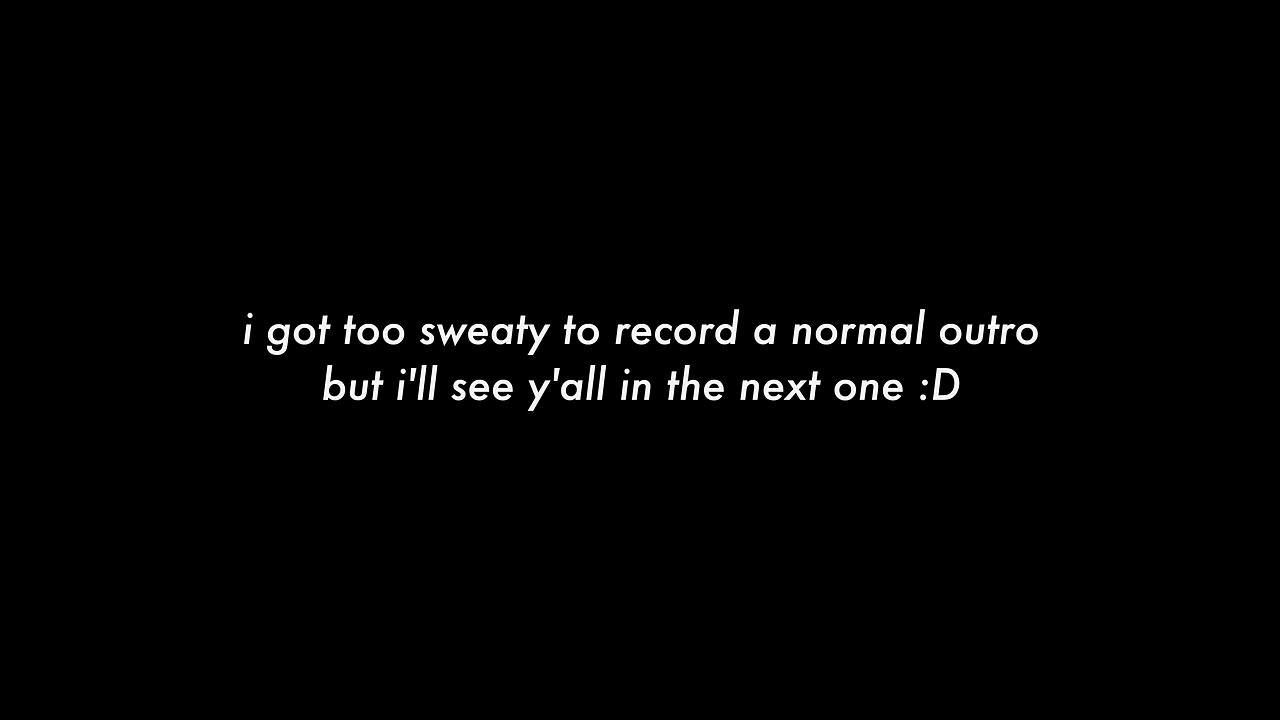 i got too sweaty to record a normal outro
but i'll see y'all in the next one :D